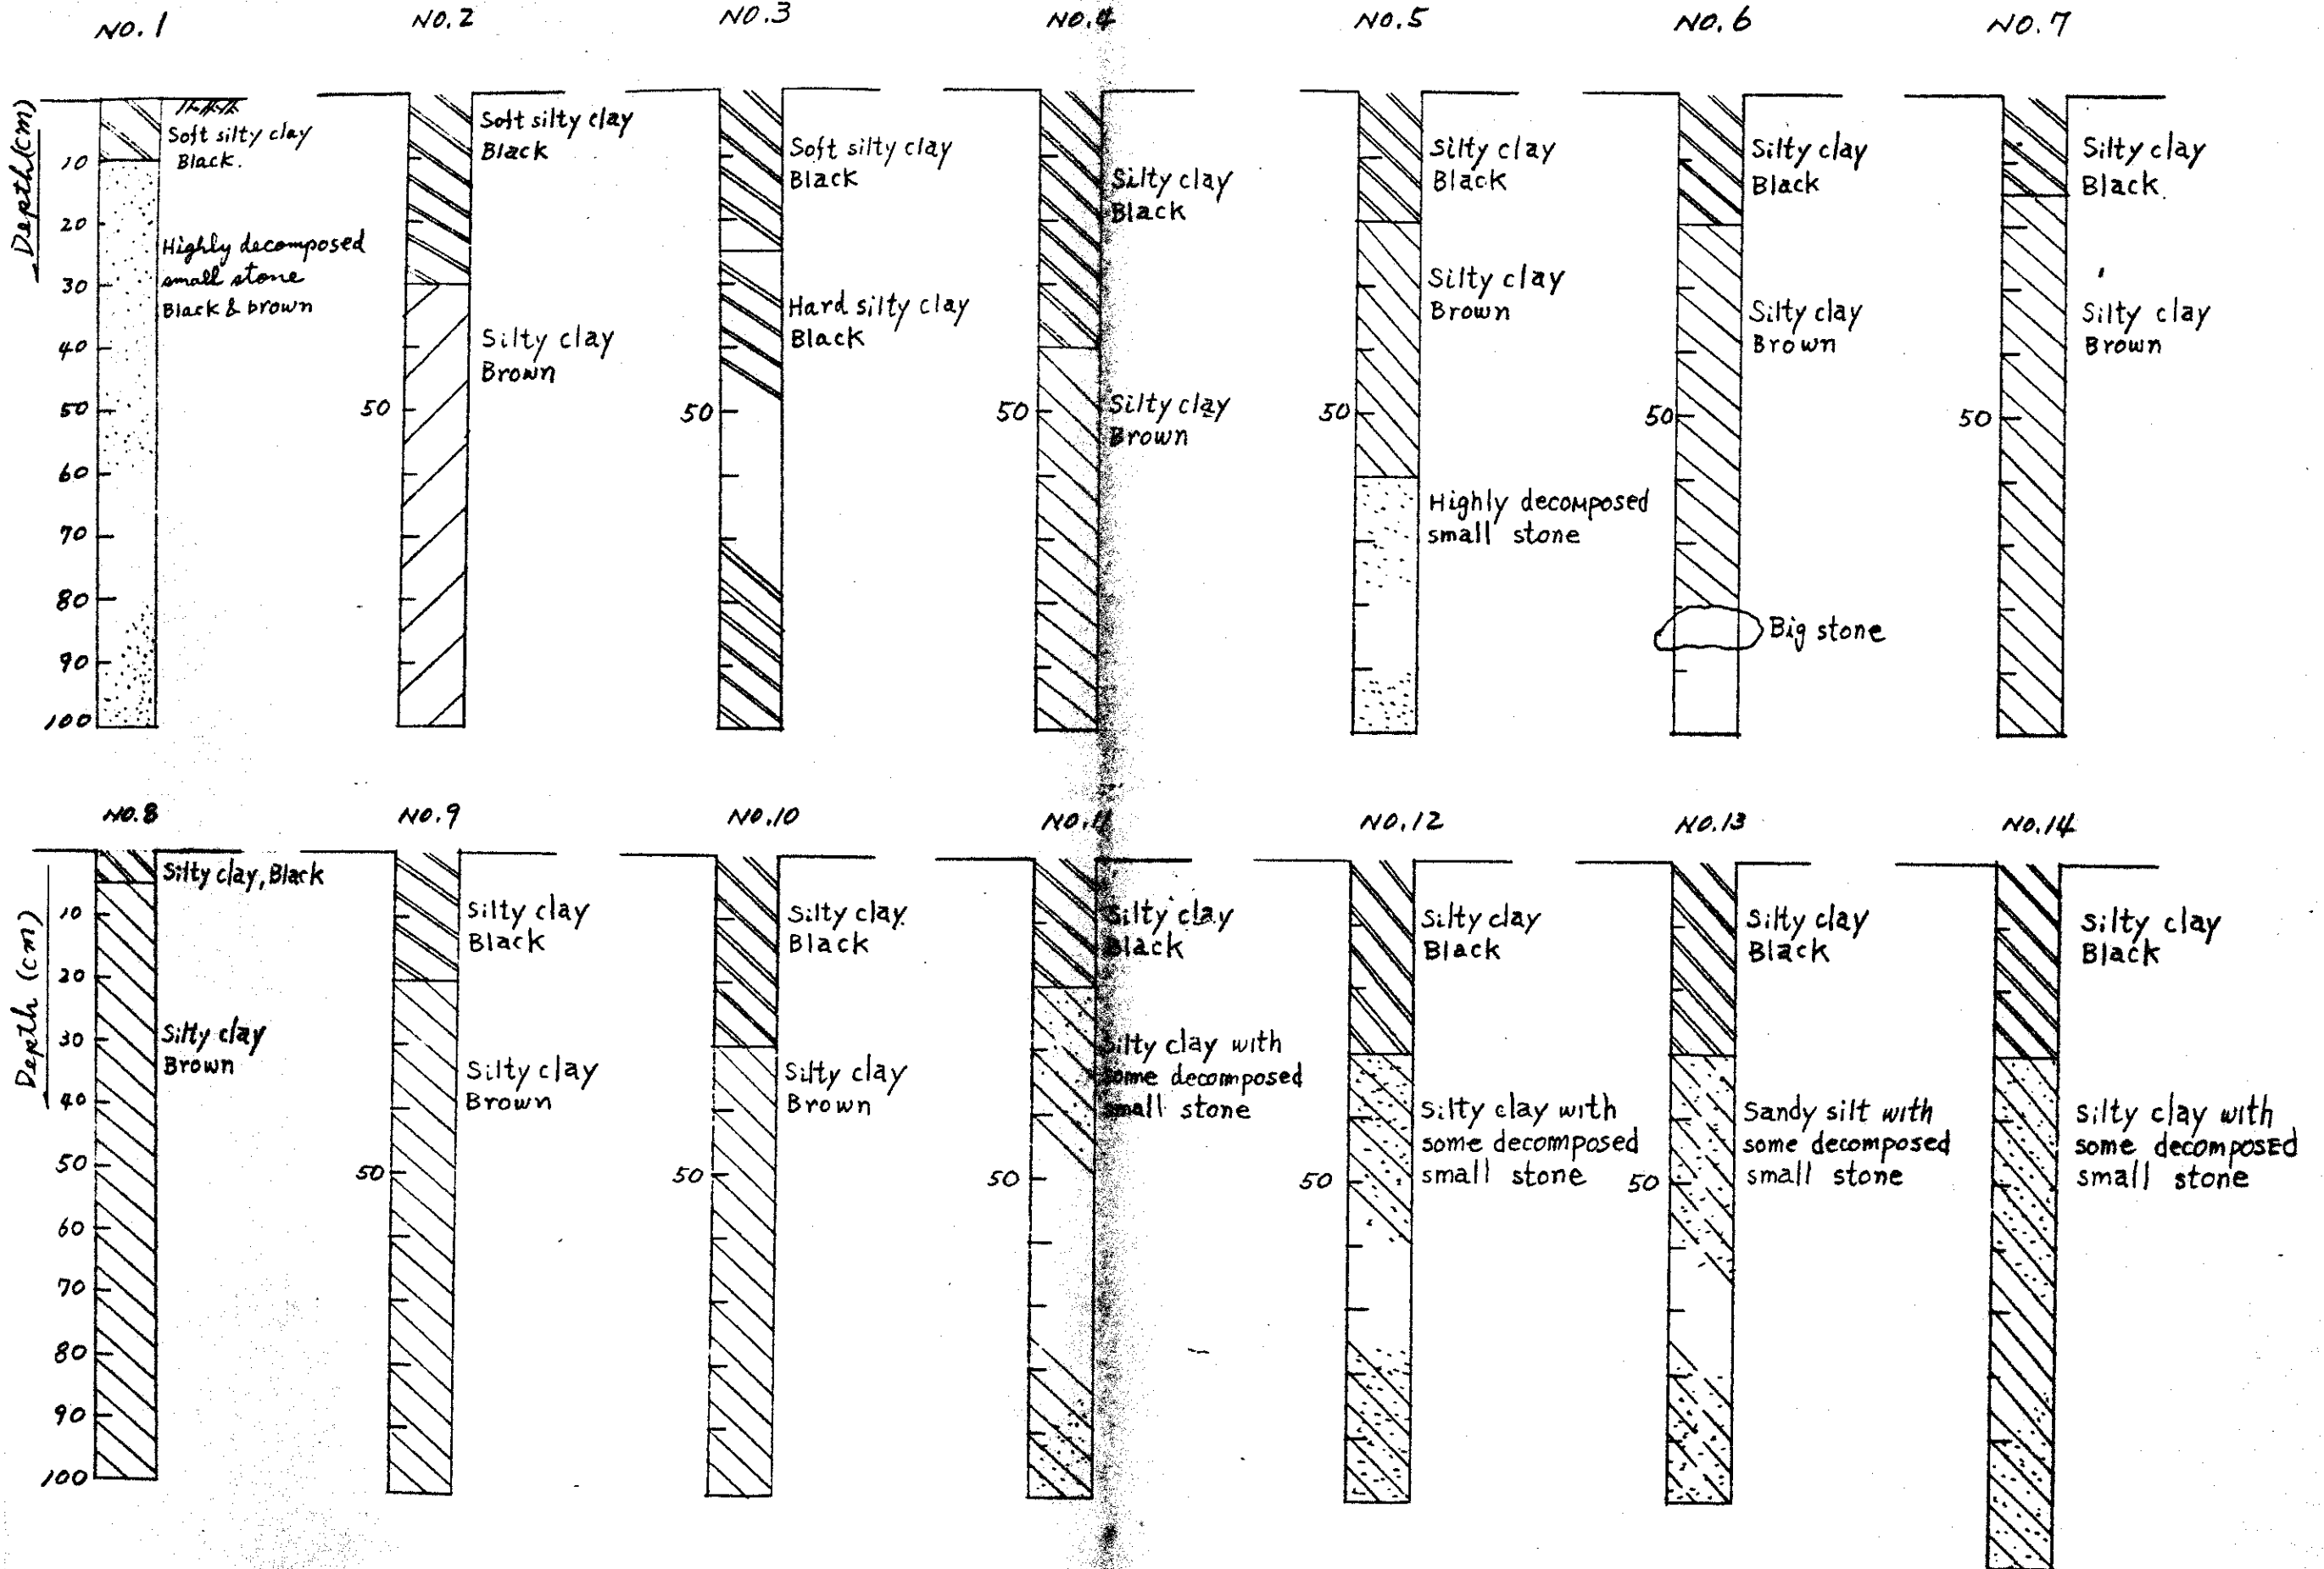 NO.1
NO.2
NO.3
NO.4
NO.5
NO.6
NO.7
Depth(cm)
10
20
30
40
50
60
70
80
90
100
Soft silty clay
Black.
Highly decomposed
small stone
Black & brown
50
Soft silty clay
Black
Silty clay
Brown
50
Soft silty clay
Black
Hard silty clay
Black
50
Silty clay
Black
Silty clay
Brown
50
Silty clay
Black
Silty clay
Brown
Highly decomposed
small stone
50
Silty clay
Black
Silty clay
Brown
Big stone
50
Silty clay
Black.
Silty clay
Brown
NO.8
NO.9
NO.10
NO.11
NO.12
NO.13
NO.14
Depth (cm)
10
20
30
40
50
60
70
80
90
100
Silty clay, Black
Silty clay
Brown
50
Silty clay
Black
Silty clay
Brown
50
Silty clay
Black
Silty clay
Brown
50
Silty clay
Black
Silty clay with
some decomposed
small stone
50
Silty clay
Black
Silty clay with
some decomposed
small stone
50
Silty clay
Black
Sandy silt with
some decomposed
small stone
Silty clay
Black
Silty clay with
some decomposed
small stone